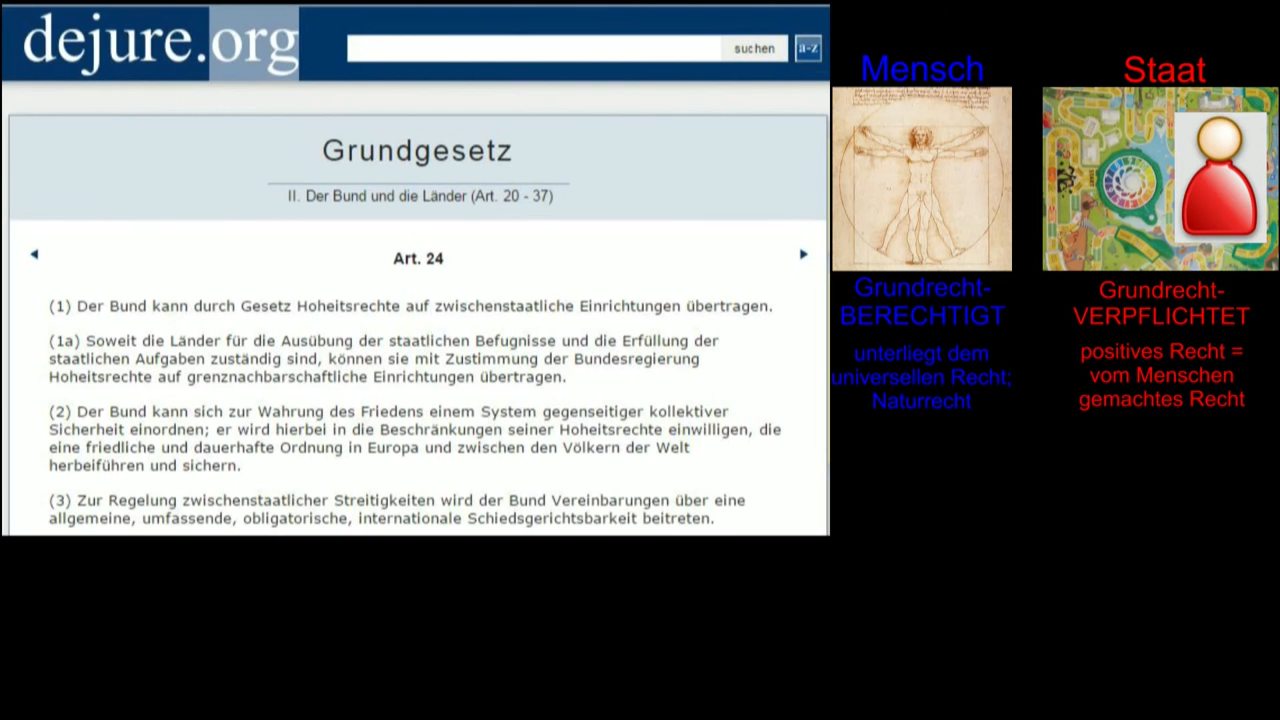 dejure.org
suchen
a-z
Grundgesetz
II. Der Bund und die Länder (Art. 20 - 37)
Art. 24
(1) Der Bund kann durch Gesetz Hoheitsrechte auf zwischenstaatliche Einrichtungen übertragen.
(1a) Soweit die Länder für die Ausübung der staatlichen Befugnisse und die Erfüllung der
staatlichen Aufgaben zuständig sind, können sie mit Zustimmung der Bundesregierung
Hoheitsrechte auf grenznachbarschaftliche Einrichtungen übertragen.
(2) Der Bund kann sich zur Wahrung des Friedens einem System gegenseitiger kollektiver
Sicherheit einordnen; er wird hierbei in die Beschränkungen seiner Hoheitsrechte einwilligen, die
eine friedliche und dauerhafte Ordnung in Europa und zwischen den Völkern der Welt
herbeiführen und sichern.
(3) Zur Regelung zwischenstaatlicher Streitigkeiten wird der Bund Vereinbarungen über eine
allgemeine, umfassende, obligatorische, internationale Schiedsgerichtsbarkeit beitreten.
Mensch
Grundrecht-
BERECHTIGT
unterliegt dem
universellen Recht;
Naturrecht
Staat
Grundrecht-
VERPFLICHTET
positives Recht =
vom Menschen
gemachtes Recht